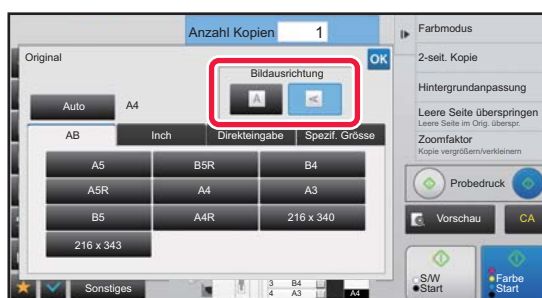 Anzahl Kopien 1
Original
OK
Bildausrichtung
A A
Auto A4
AB Inch Direkteingabe Spezif. Grösse
A5 B5R B4
A5R A4 A3
B5 A4R 216 x 340
216 x 343
Sonstiges
3 B4
4 A3
A4
Farbmodus
2-seit. Kopie
Hintergrundanpassung
Leere Seite überspringen
Leere Seite im Orig. überspr.
Zoomfaktor
Kopie vergrößern/verkleinern
Probedruck
Vorschau CA
S/W
Start
Farbe
Start